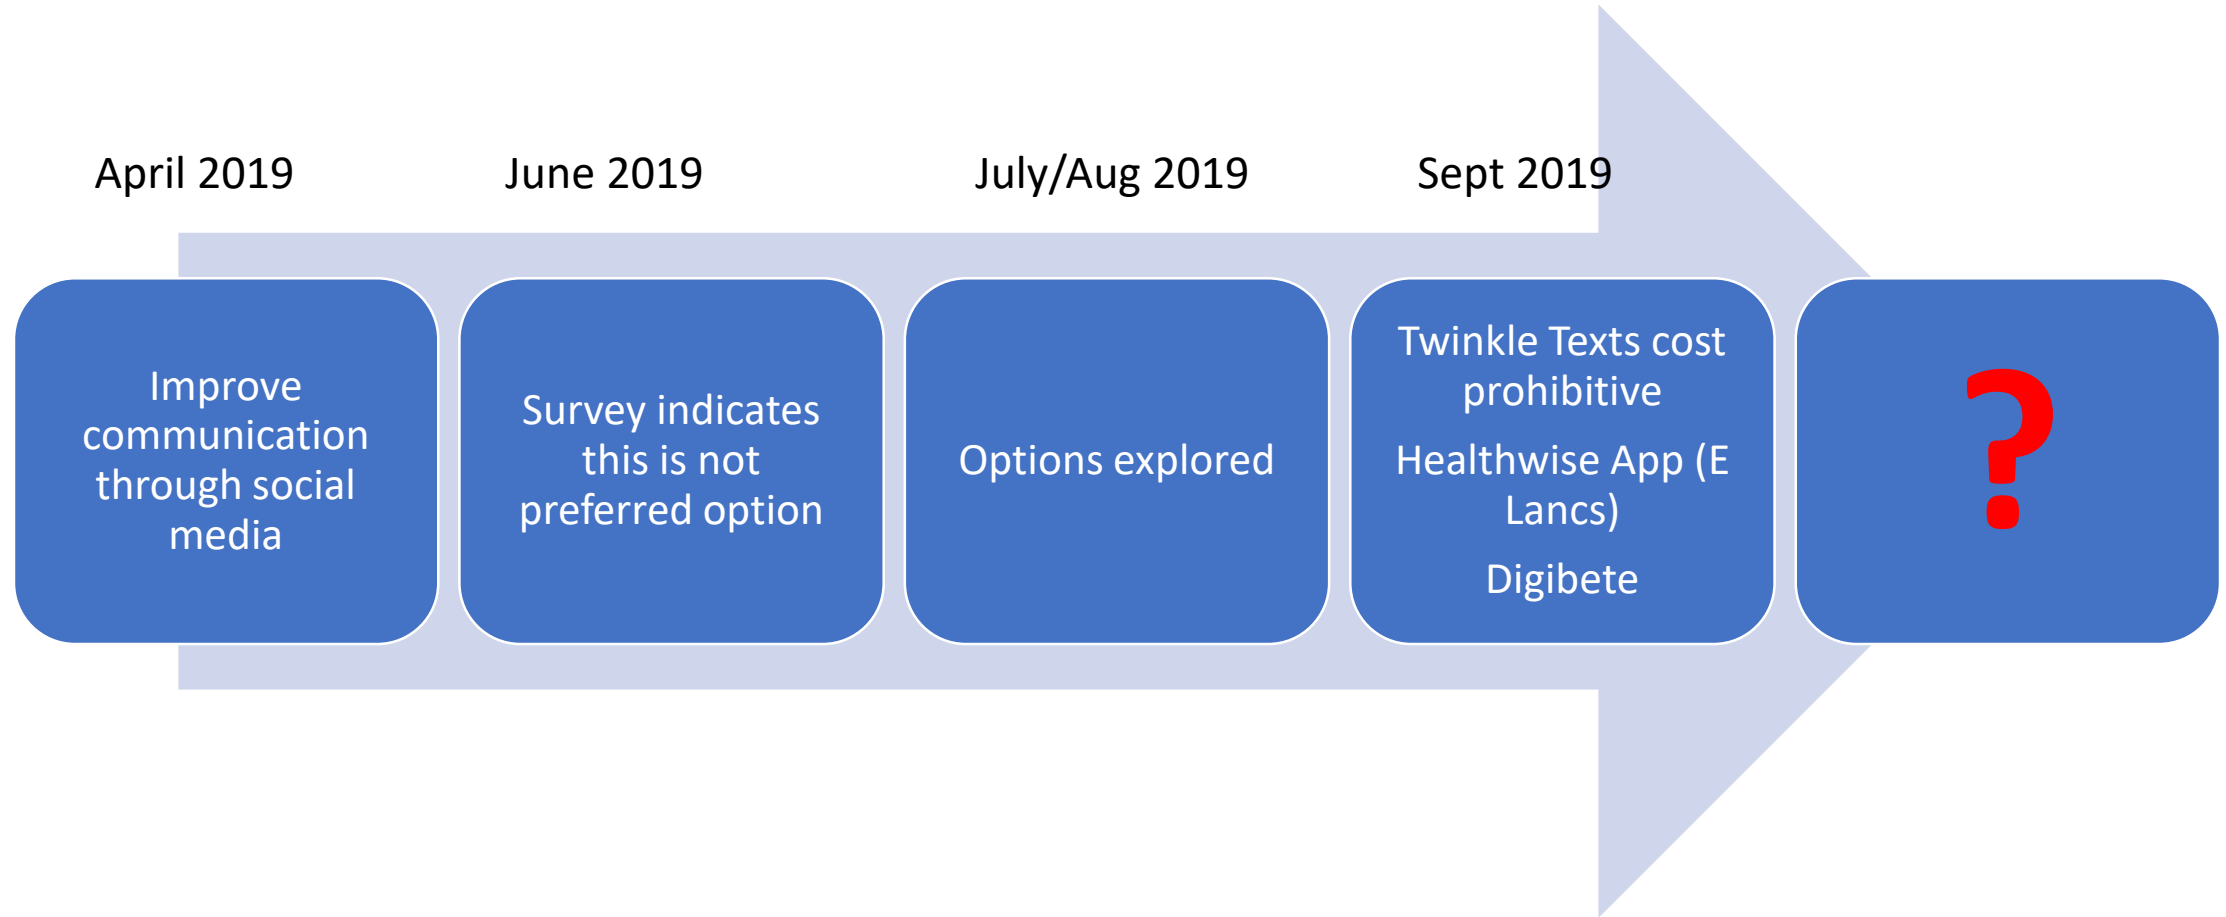 April 2019
June 2019
July/Aug 2019
Sept 2019
Improve
communication
through social
media
Survey indicates
this is not
preferred option
Options explored
Twinkle Texts cost
prohibitive
Healthwise App (E
Lancs)
Digibete
?